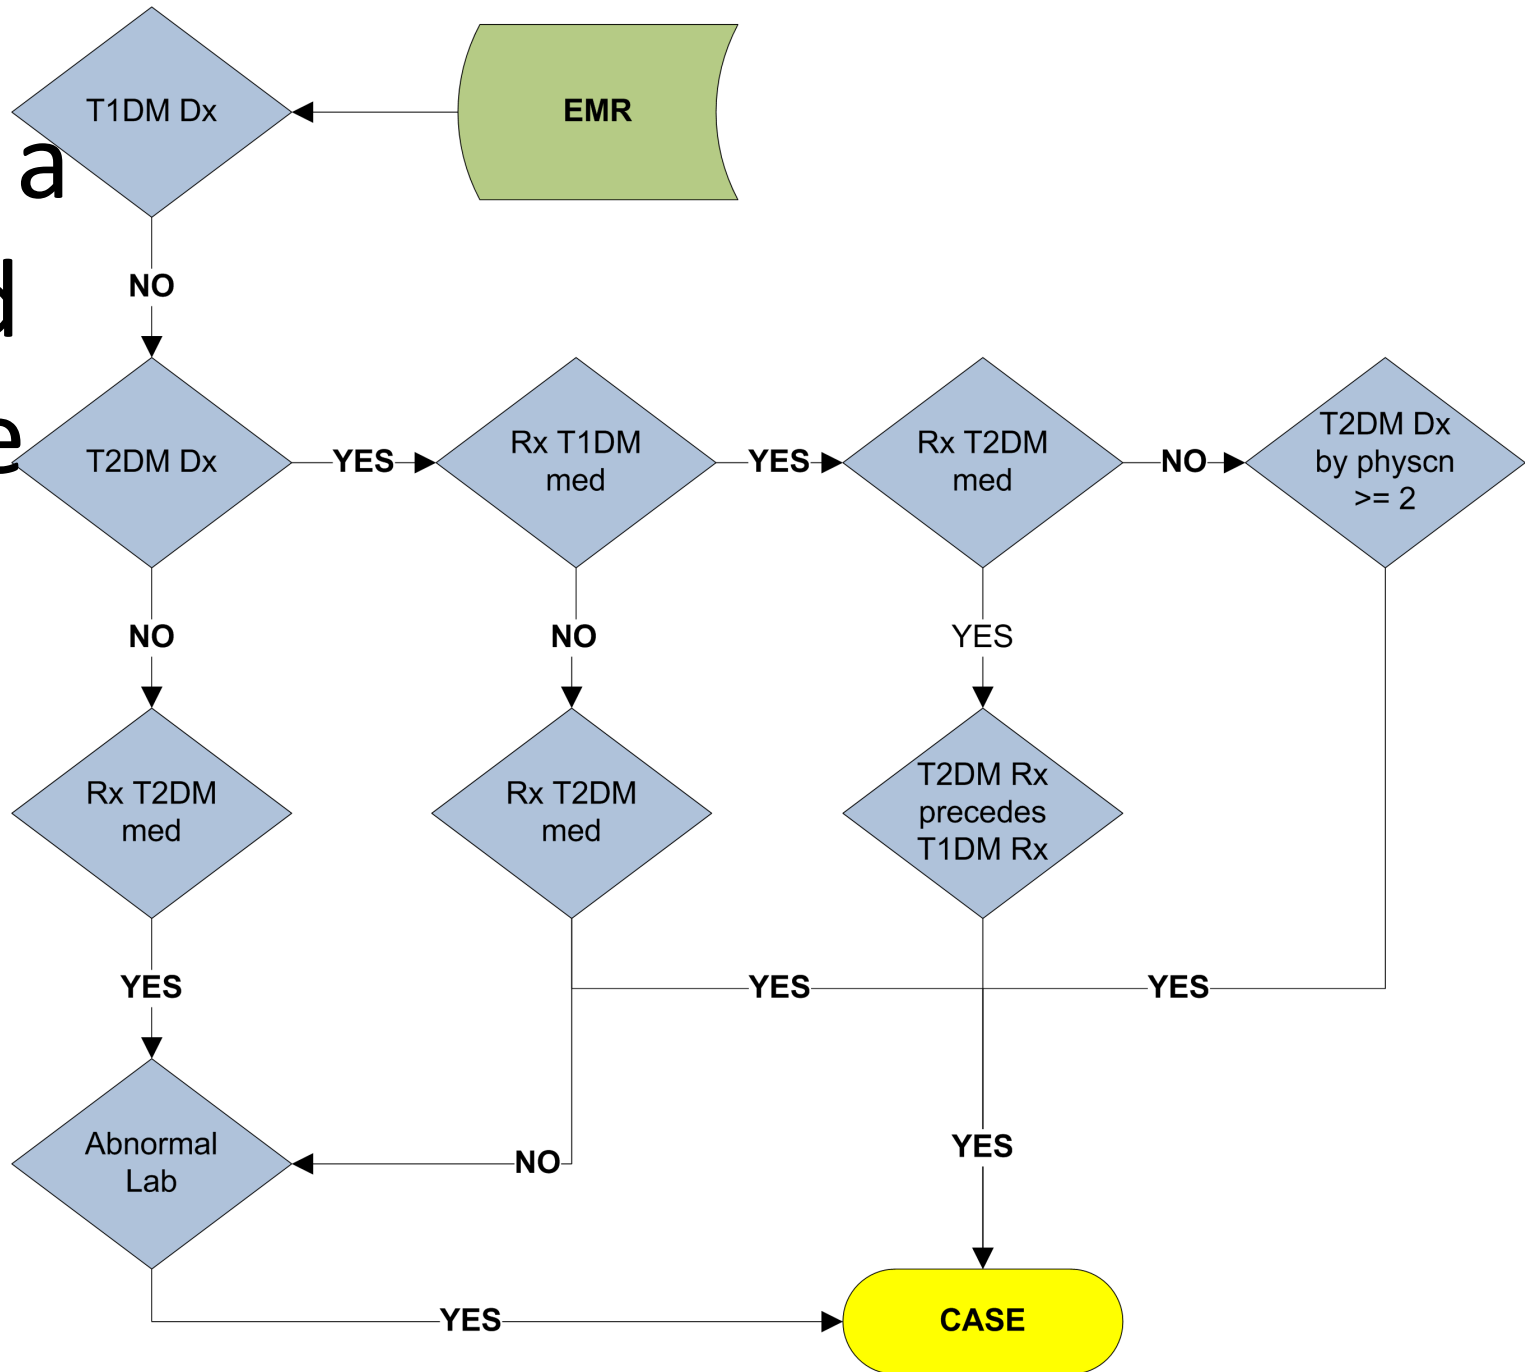 T1DM Dx
EMR
a
NO
d
e
T2DM Dx
YES
Rx T1DM
med
YES
Rx T2DM
med
NO
T2DM Dx
by physcn
>= 2
NO
NO
YES
Rx T2DM
med
Rx T2DM
med
T2DM Rx
precedes
T1DM Rx
YES
YES
YES
Abnormal
Lab
NO
YES
YES
CASE